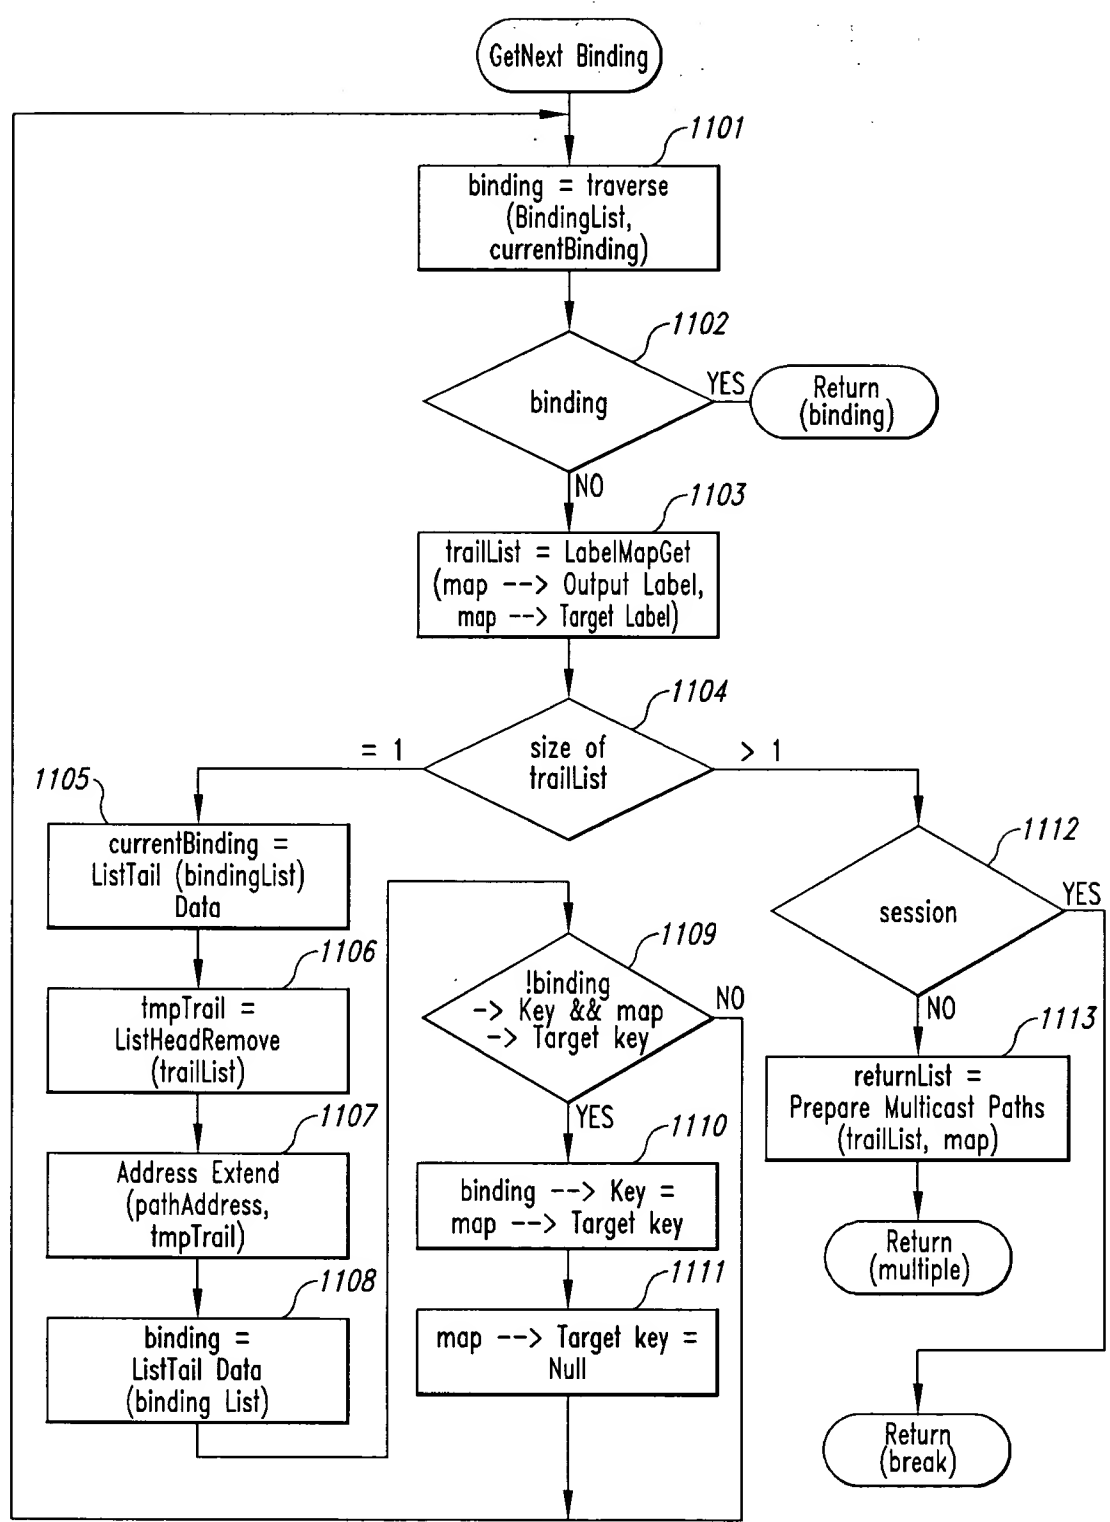 GetNext Binding
1101
binding = traverse
(BindingList,
currentBinding)
1102
binding
YES
Return
(binding)
NO
1103
trailList = LabelMapGet
(map --> Output Label,
map --> Target Label)
1104
size of
trailList
= 1
> 1
1105
currentBinding =
ListTail (bindingList)
Data
1106
tmpTrail =
ListHeadRemove
(trailList)
1107
Address Extend
(pathAddress,
tmpTrail)
1108
binding =
ListTail Data
(binding List)
1109
!binding
-> Key && map
-> Target key
NO
YES
1110
binding --> Key =
map --> Target key
1111
map --> Target key =
Null
1112
session
YES
NO
1113
returnList =
Prepare Multicast Paths
(trailList, map)
Return
(multiple)
Return
(break)